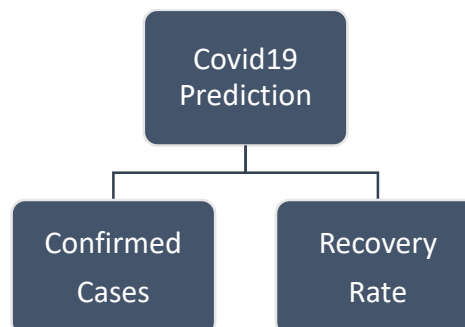 Covid19
Prediction
Confirmed
Cases
Recovery
Rate